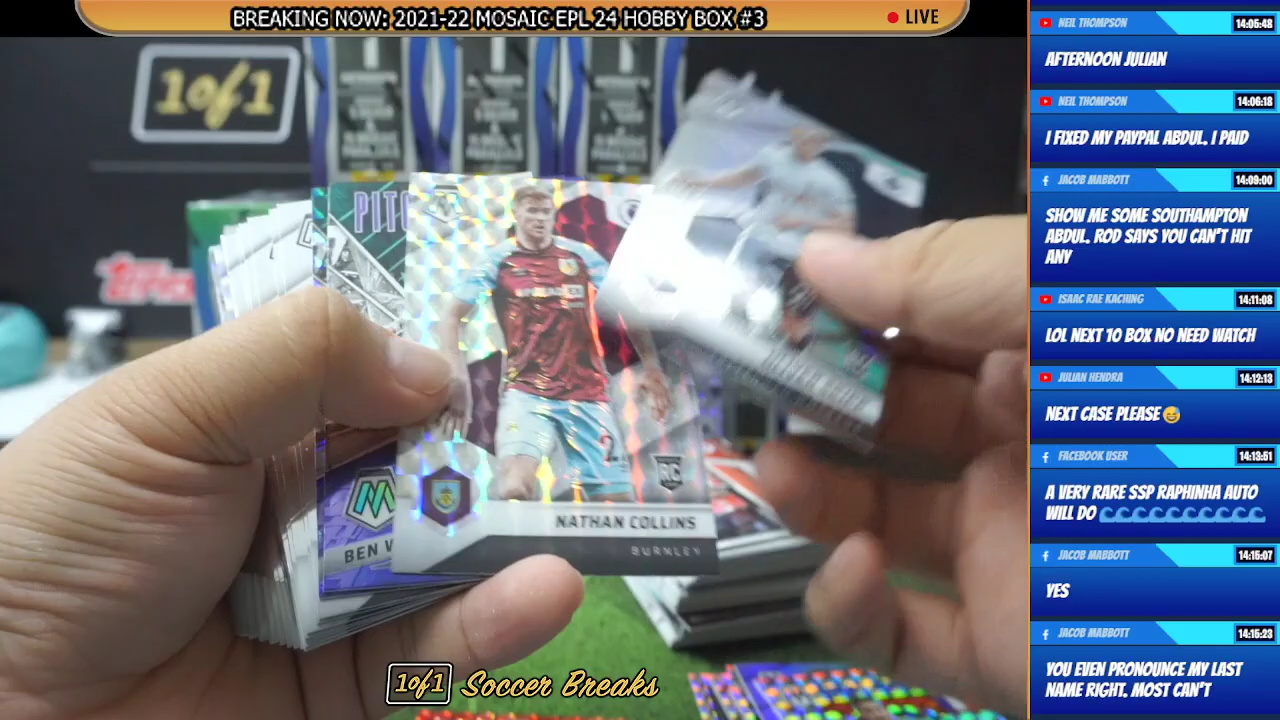 BREAKING NOW: 2021-22 MOSAIC EPL 24 HOBBY BOX #3
LIVE
1of1
PIT
RC
NATHAN COLLINS
BURNLEY
BEN
1of1 Soccer Breaks
NEIL THOMPSON 14:05:48
AFTERNOON JULIAN
NEIL THOMPSON 14:06:18
I FIXED MY PAYPAL ABDUL. I PAID
JACOB MABBOTT 14:09:00
SHOW ME SOME SOUTHAMPTON
ABDUL. ROD SAYS YOU CAN'T HIT
ANY
ISAAC RAE KACHING 14:11:08
LOL NEXT 10 BOX NO NEED WATCH
JULIAN HENDRA 14:12:13
NEXT CASE PLEASE😅
FACEBOOK USER 14:13:51
A VERY RARE SSP RAPHINHA AUTO
WILL DO 🌊🌊🌊🌊🌊🌊🌊🌊🌊🌊
JACOB MABBOTT 14:15:07
YES
JACOB MABBOTT 14:15:23
YOU EVEN PRONOUNCE MY LAST
NAME RIGHT. MOST CAN'T